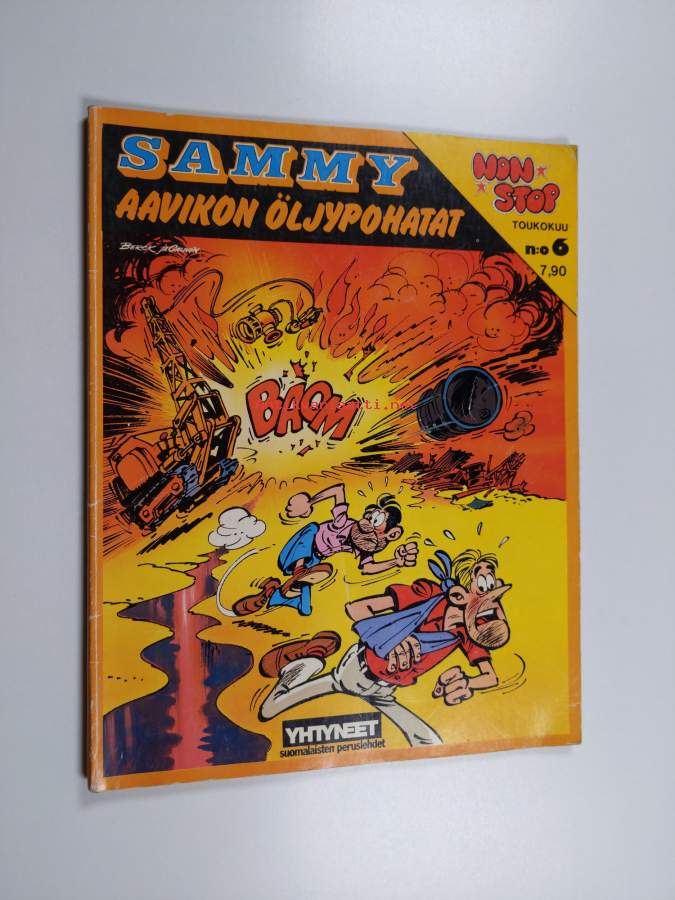 SAMMY
AAVIKON ÖLJYPOHATAT
NON
STOP
TOUKOKUU
n:o 6
7,90
BAOM
YHTYNEET
suomalaisten peruslehdet